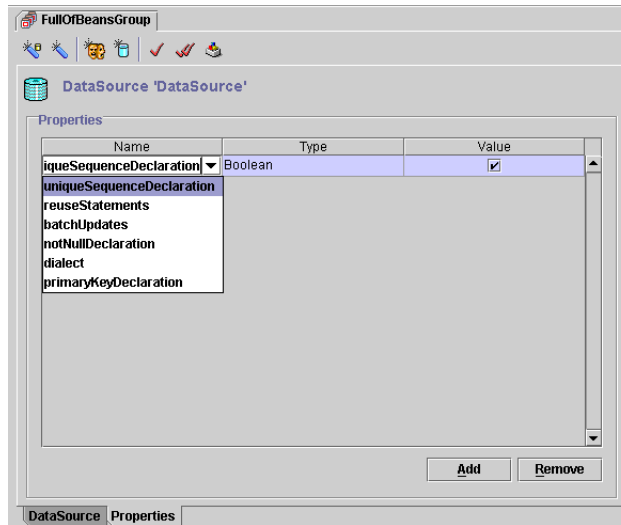 FullOfBeansGroup
DataSource 'DataSource'
Properties
Name Type Value
iqueSequenceDeclaration Boolean
uniqueSequenceDeclaration
reuseStatements
batchUpdates
notNullDeclaration
dialect
primaryKeyDeclaration
Add Remove
DataSource Properties